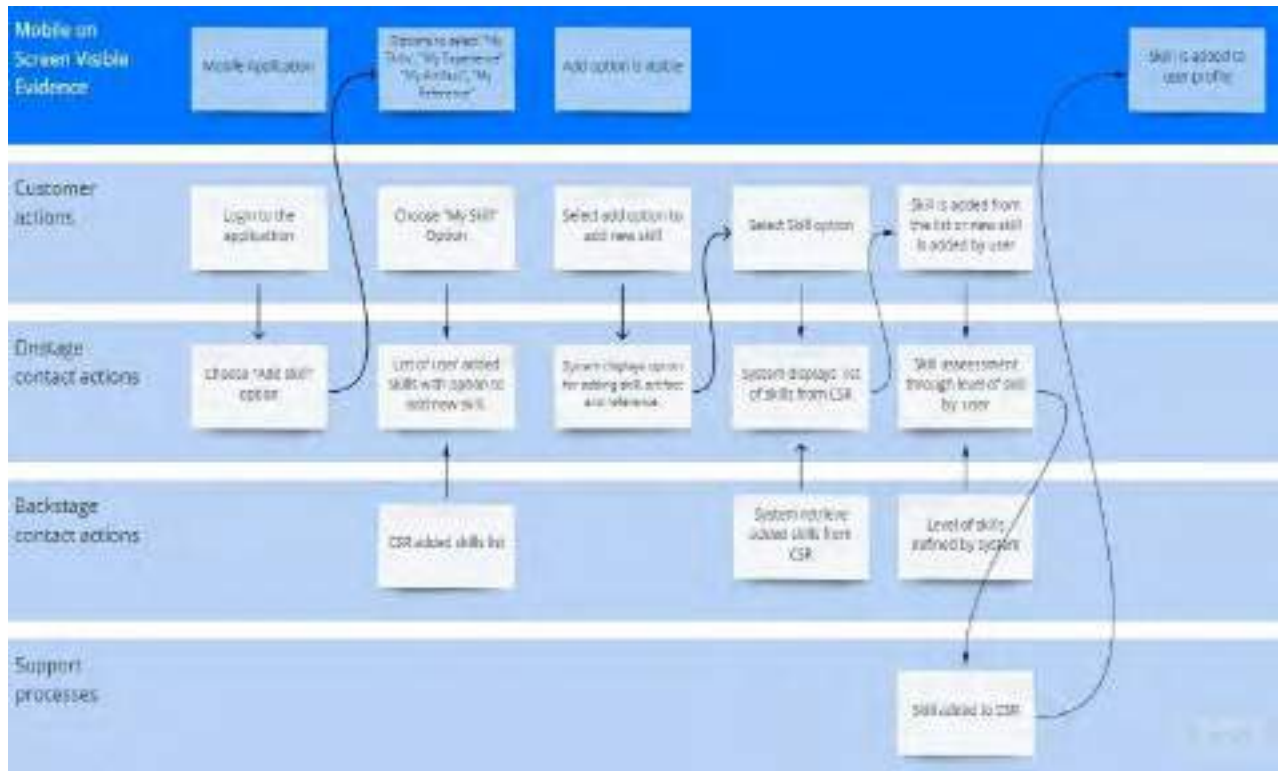 Mobile on
Screen Visible
Evidence
Mobile Application
Options to select "My
"My Experience"
"My Artifact", "My
Reference"
Add option is visible
Skill is added to
user profile
Customer
actions
Login to the
application
Choose "My Skill"
Option
Select add option to
add new skill
Select Skill option
Skill is added from
the list or new skill
is added by user
Onstage
contact actions
Choose "Add skill"
option
List of user added
skills with option to
add new skill
System displays option
for adding skill, artifact
and reference.
System displays list
of skills from CSR
Skill assessment
through level of skill
by user
Backstage
contact actions
CSR added skills list
System retrieve
added skills from
CSR
Level of skills
defined by system
Support
processes
Skill added to CSR